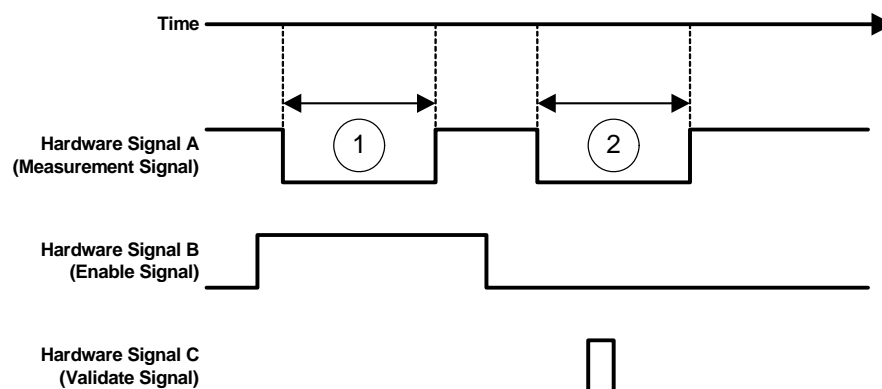 Time
Hardware Signal A
(Measurement Signal)
1
2
Hardware Signal B
(Enable Signal)
Hardware Signal C
(Validate Signal)